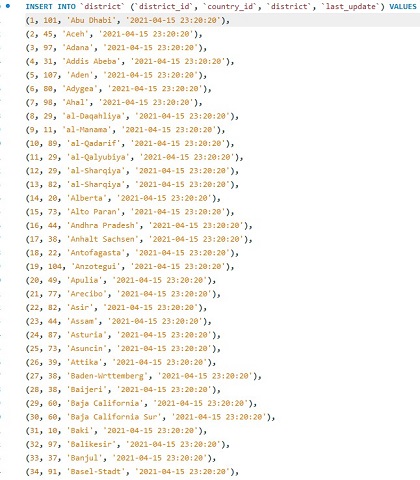 INSERT INTO `district` (`district_id`, `country_id`, `district`, `last_update`) VALUES
(1, 101, 'Abu Dhabi', '2021-04-15 23:20:20'),
(2, 45, 'Aceh', '2021-04-15 23:20:20'),
(3, 97, 'Adana', '2021-04-15 23:20:20'),
(4, 31, 'Addis Abeba', '2021-04-15 23:20:20'),
(5, 107, 'Aden', '2021-04-15 23:20:20'),
(6, 80, 'Adygea', '2021-04-15 23:20:20'),
(7, 98, 'Ahal', '2021-04-15 23:20:20'),
(8, 29, 'al-Daqahliya', '2021-04-15 23:20:20'),
(9, 11, 'al-Manama', '2021-04-15 23:20:20'),
(10, 89, 'al-Qadarif', '2021-04-15 23:20:20'),
(11, 29, 'al-Qalyubiya', '2021-04-15 23:20:20'),
(12, 29, 'al-Sharqiya', '2021-04-15 23:20:20'),
(13, 82, 'al-Sharqiya', '2021-04-15 23:20:20'),
(14, 20, 'Alberta', '2021-04-15 23:20:20'),
(15, 73, 'Alto Paran', '2021-04-15 23:20:20'),
(16, 44, 'Andhra Pradesh', '2021-04-15 23:20:20'),
(17, 38, 'Anhalt Sachsen', '2021-04-15 23:20:20'),
(18, 22, 'Antofagasta', '2021-04-15 23:20:20'),
(19, 104, 'Anzotegui', '2021-04-15 23:20:20'),
(20, 49, 'Apulia', '2021-04-15 23:20:20'),
(21, 77, 'Arecibo', '2021-04-15 23:20:20'),
(22, 82, 'Asir', '2021-04-15 23:20:20'),
(23, 44, 'Assam', '2021-04-15 23:20:20'),
(24, 87, 'Asturia', '2021-04-15 23:20:20'),
(25, 73, 'Asuncin', '2021-04-15 23:20:20'),
(26, 39, 'Attika', '2021-04-15 23:20:20'),
(27, 38, 'Baden-Wrttemberg', '2021-04-15 23:20:20'),
(28, 38, 'Baijeri', '2021-04-15 23:20:20'),
(29, 60, 'Baja California', '2021-04-15 23:20:20'),
(30, 60, 'Baja California Sur', '2021-04-15 23:20:20'),
(31, 10, 'Baki', '2021-04-15 23:20:20'),
(32, 97, 'Balikesir', '2021-04-15 23:20:20'),
(33, 37, 'Banjul', '2021-04-15 23:20:20'),
(34, 91, 'Basel-Stadt', '2021-04-15 23:20:20'),